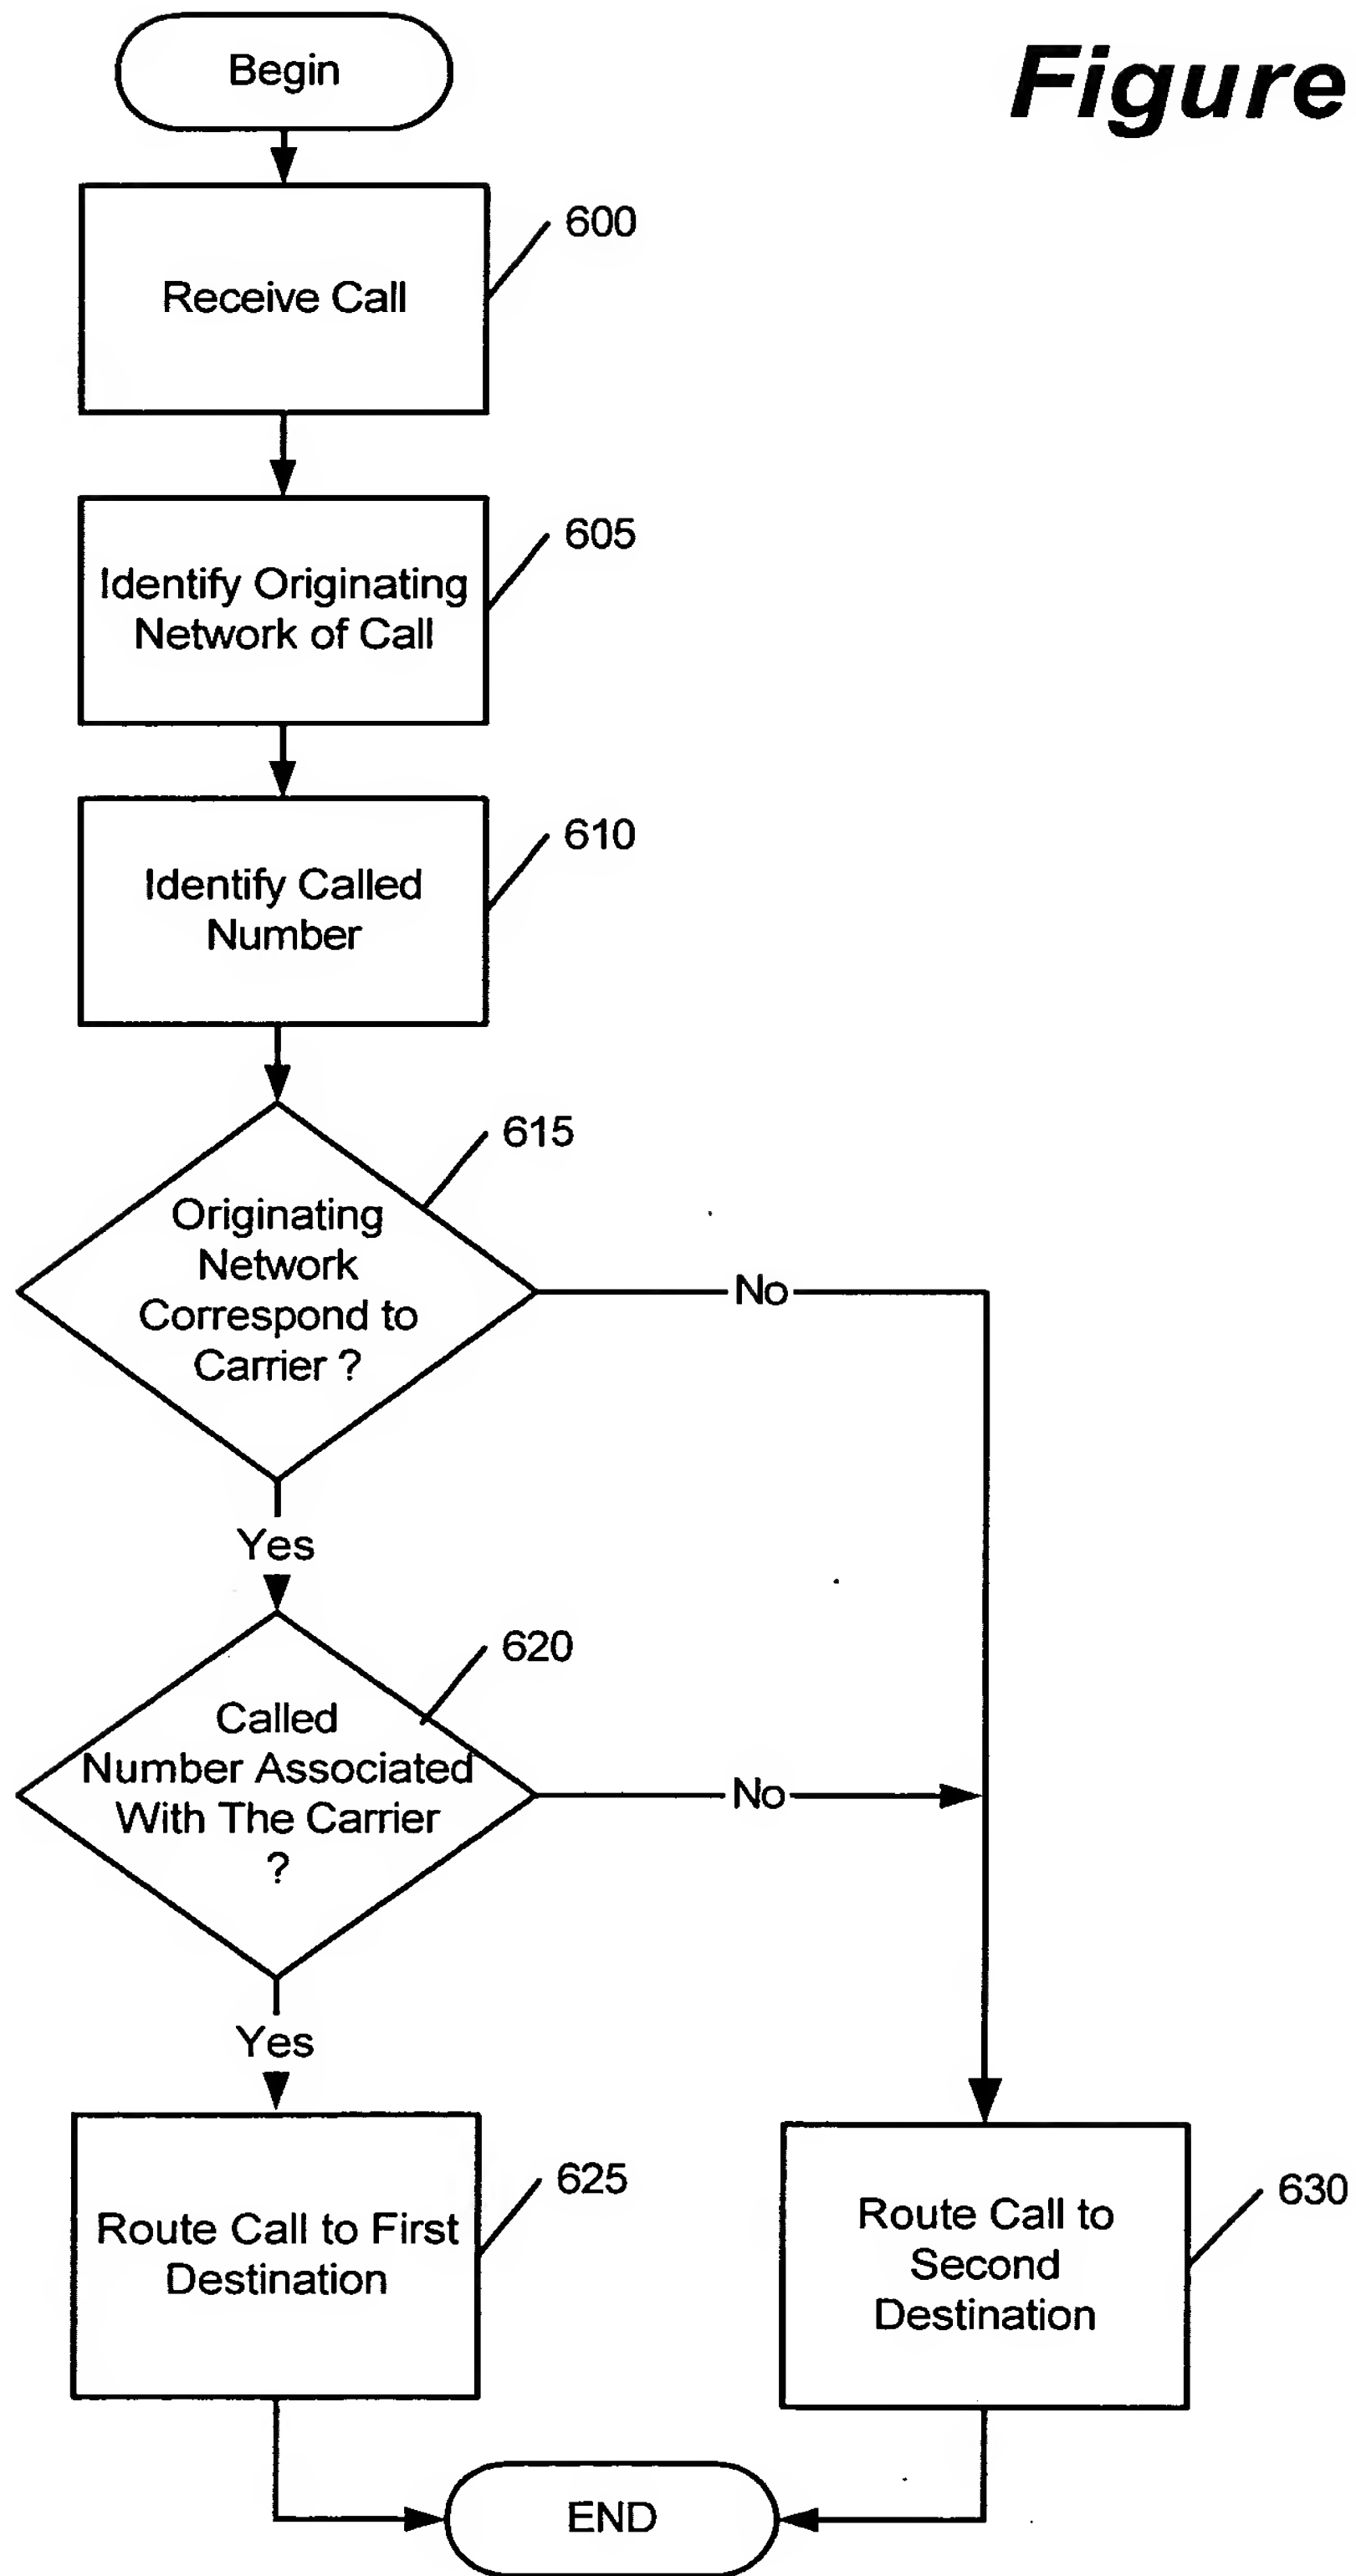 Begin
Figure
600
Receive Call
605
Identify Originating
Network of Call
610
Identify Called
Number
615
Originating
Network
Correspond to
Carrier ?
No
Yes
620
Called
Number Associated
With The Carrier
?
No
Yes
625
Route Call to First
Destination
630
Route Call to
Second
Destination
END